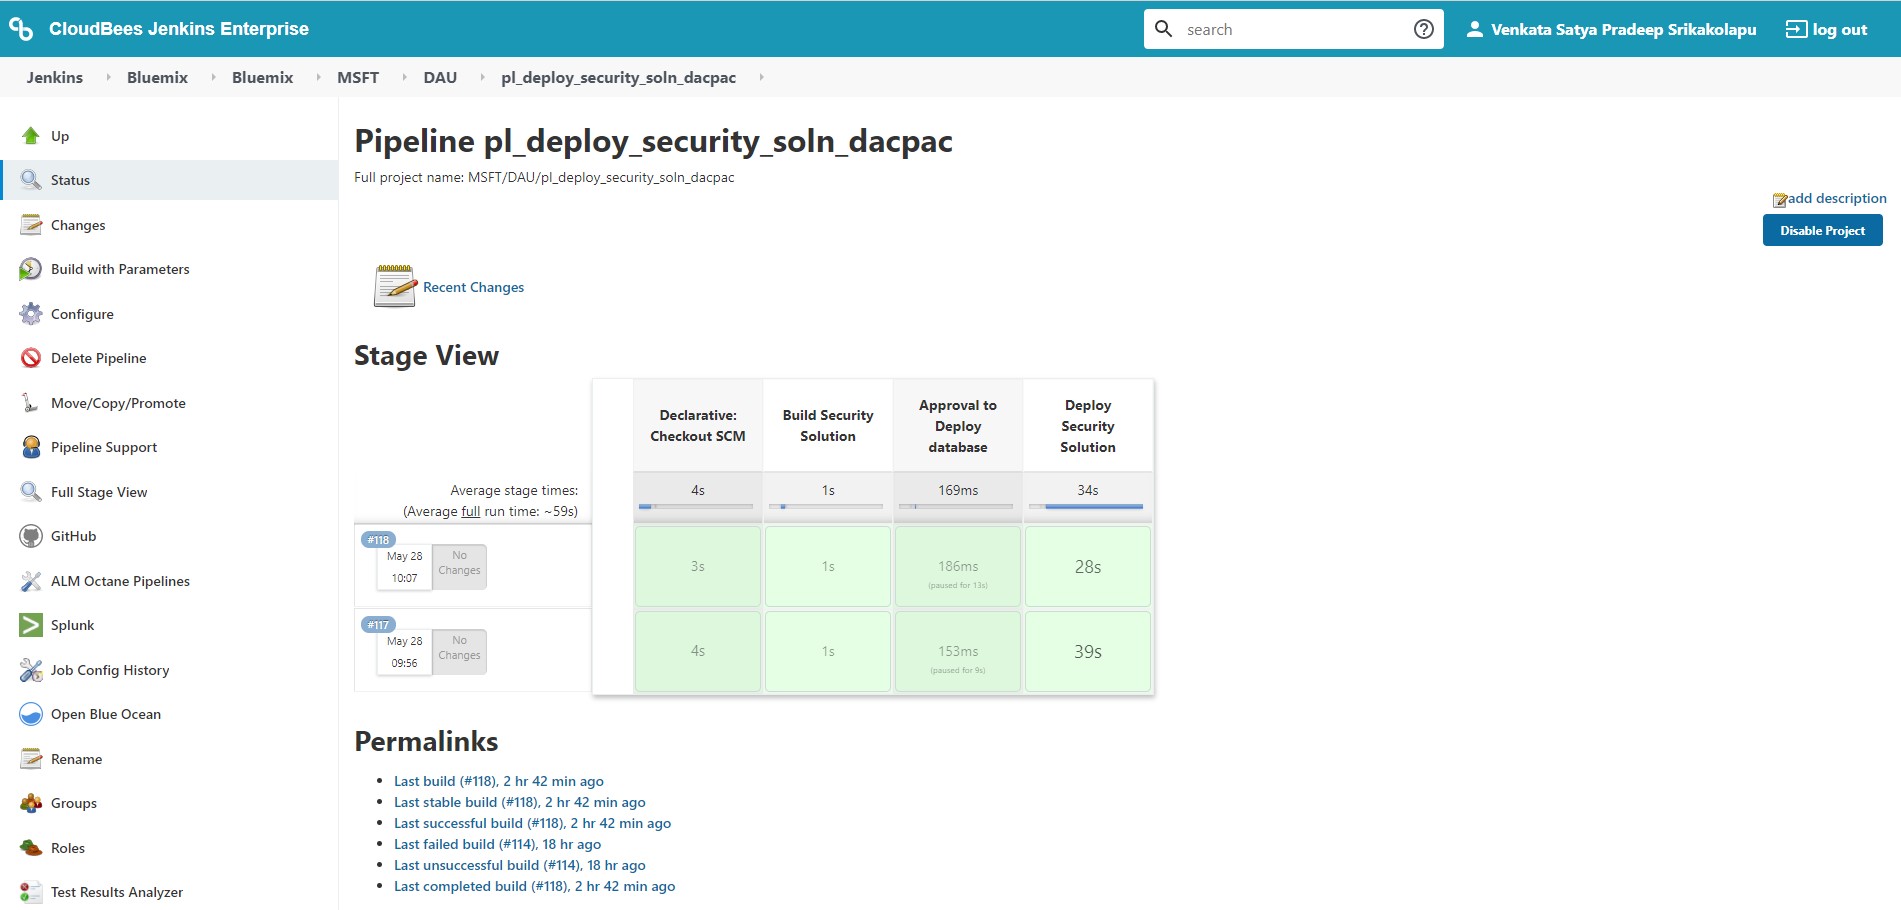 CloudBees Jenkins Enterprise
search
Venkata Satya Pradeep Srikakolapu
log out
Jenkins
Bluemix
Bluemix
MSFT
DAU
pl_deploy_security_soln_dacpac
Up
Status
Changes
Build with Parameters
Configure
Delete Pipeline
Move/Copy/Promote
Pipeline Support
Full Stage View
GitHub
ALM Octane Pipelines
Splunk
Job Config History
Open Blue Ocean
Rename
Groups
Roles
Test Results Analyzer
Pipeline pl_deploy_security_soln_dacpac
Full project name: MSFT/DAU/pl_deploy_security_soln_dacpac
add description
Disable Project
Recent Changes
Stage View
Declarative:
Checkout SCM
Build Security
Solution
Approval to
Deploy
database
Deploy
Security
Solution
Average stage times:
(Average full run time: ~59s)
4s
1s
169ms
34s
#118
May 28
10:07
No
Changes
3s
1s
186ms
(paused for 13s)
28s
#117
May 28
09:56
No
Changes
4s
1s
153ms
(paused for 9s)
39s
Permalinks
Last build (#118), 2 hr 42 min ago
Last stable build (#118), 2 hr 42 min ago
Last successful build (#118), 2 hr 42 min ago
Last failed build (#114), 18 hr ago
Last unsuccessful build (#114), 18 hr ago
Last completed build (#118), 2 hr 42 min ago